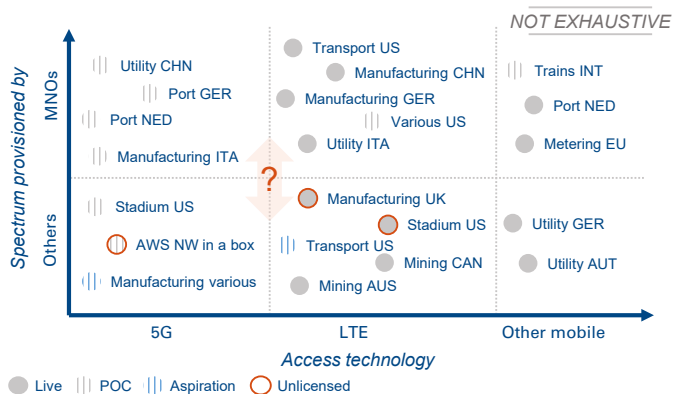 NOT EXHAUSTIVE
Spectrum provisioned by
MNOs
Others
Utility CHN
Port GER
Port NED
Manufacturing ITA
Transport US
Manufacturing CHN
Manufacturing GER
Various US
Utility ITA
Trains INT
Port NED
Metering EU
?
Stadium US
AWS NW in a box
Manufacturing various
Manufacturing UK
Stadium US
Transport US
Mining CAN
Mining AUS
Utility GER
Utility AUT
5G
LTE
Other mobile
Access technology
Live
POC
Aspiration
Unlicensed